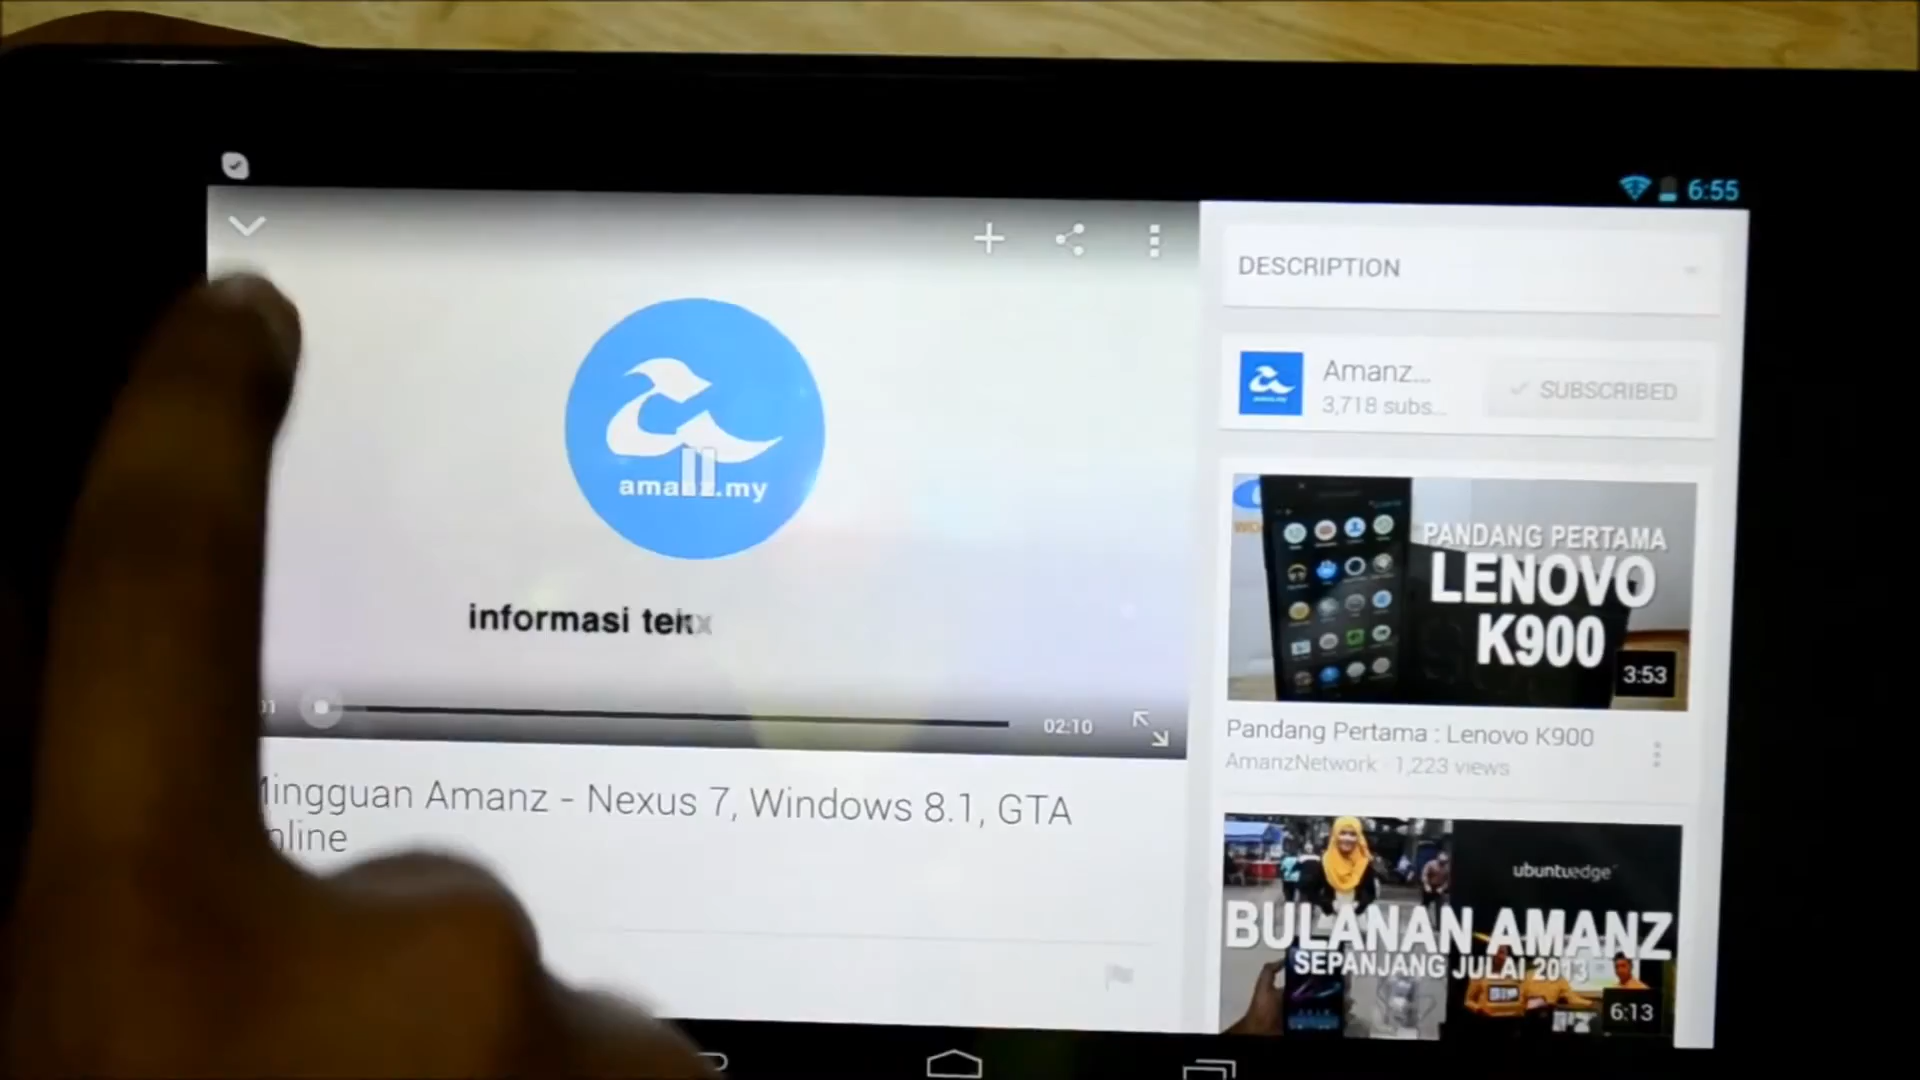 6:55
amanz.my
informasi tek
01
02:10
Mingguan Amanz - Nexus 7, Windows 8.1, GTA
nline
DESCRIPTION
Amanz...
3,718 subs...
SUBSCRIBED
PANDANG PERTAMA
LENOVO
K900
3:53
Pandang Pertama : Lenovo K900
AmanzNetwork · 1,223 views
ubuntuedge
BULANAN AMANZ
SEPANJANG JULAI 2013
6:13